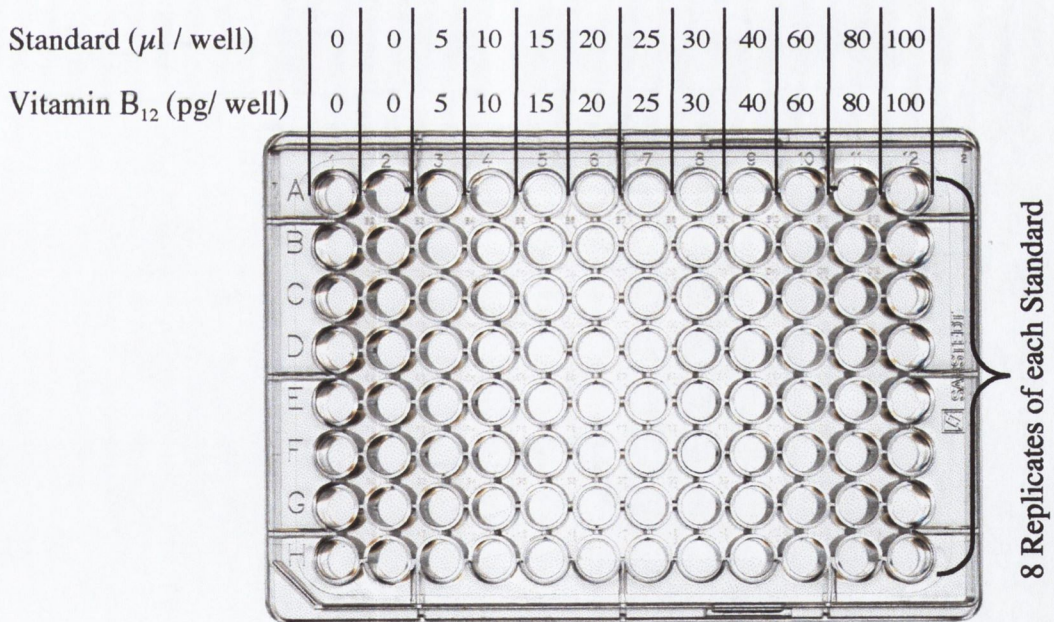 Standard (µl / well) 0 0 5 10 15 20 25 30 40 60 80 100
Vitamin B₁₂ (pg/ well) 0 0 5 10 15 20 25 30 40 60 80 100
1 2 3 4 5 6 7 8 9 10 11 12
A
B
C
D
E
F
G
H
8 Replicates of each Standard